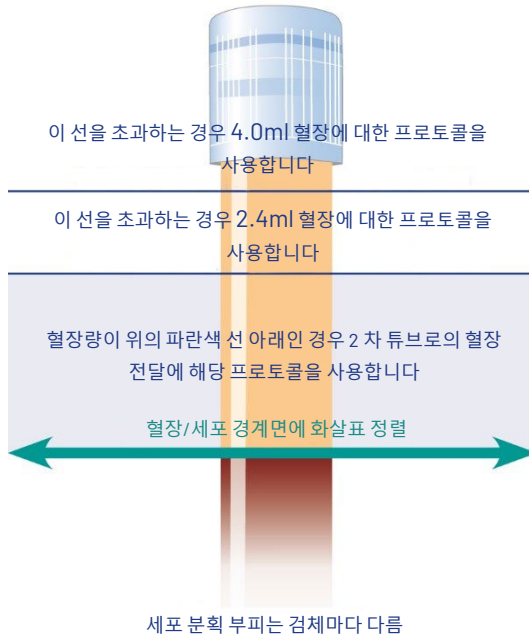 이 선을 초과하는 경우 4.0ml 혈장에 대한 프로토콜을
사용합니다
이 선을 초과하는 경우 2.4ml 혈장에 대한 프로토콜을
사용합니다
혈장량이 위의 파란색 선 아래인 경우 2 차 튜브로의 혈장
전달에 해당 프로토콜을 사용합니다
혈장/세포 경계면에 화살표 정렬
세포 분획 부피는 검체마다 다름